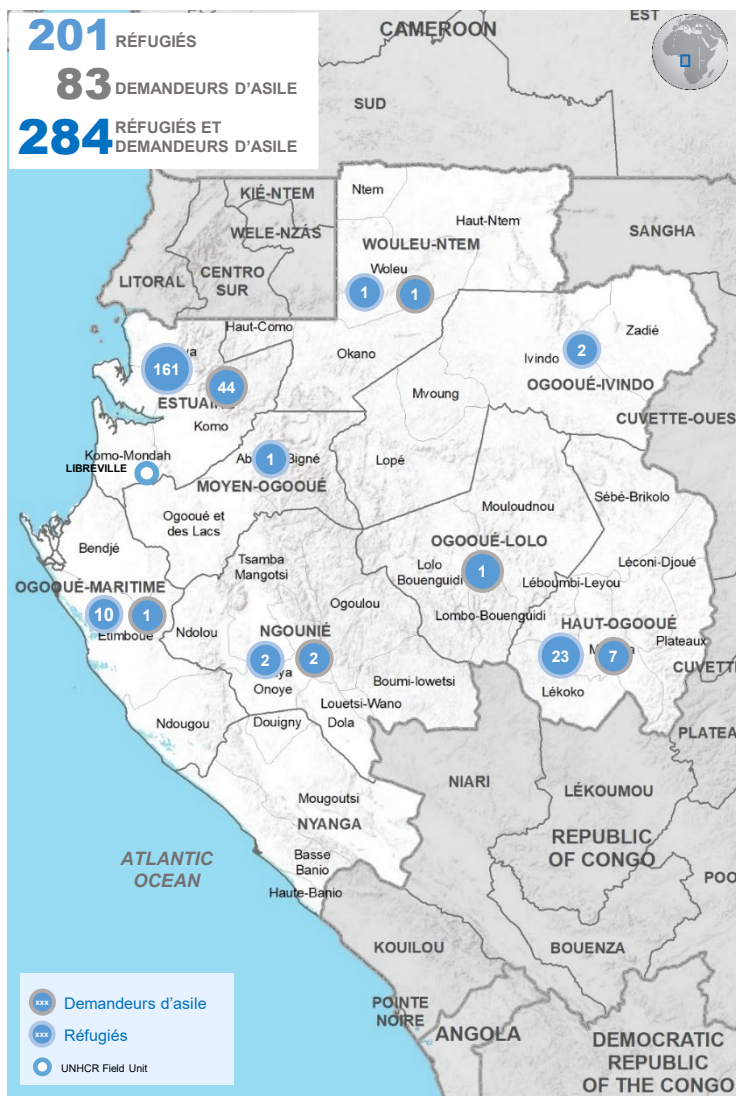 201 RÉFUGIÉS
83 DEMANDEURS D'ASILE
284 RÉFUGIÉS ET
DEMANDEURS D'ASILE
EST
CAMEROON
SUD
Ntem
KIÉ-NTEM
Haut-Ntem
WELE-NZÁS
WOULEU-NTEM
SANGHA
Woleu
CENTRO
SUR
LITORAL
1
1
Haut-Como
Zadié
2
Okano
Ivindo
161
OGOOUÉ-IVINDO
44
Mvoung
CUVETTE-OUES
Komo
Komo-Mondah
LIBREVILLE
1
Lopé
MOYEN-OGOOUÉ
Sébé-Brikolo
Mouloudnou
Ogooué et
des Lacs
OGOOUÉ-LOLO
Bendjé
Tsamba
Mangotsi
Lolo
Bouenguidi
1
Léconi-Djoué
Léboumbi-Leyou
OGOOUÉ-MARITIME
Ogoulou
10
1
Lombo-Bouenguidi
HAUT-OGOOUÉ
Etimboué
Ndolou
NGOUNIÉ
Plateaux
2
2
23
7
CUVETTE
Boumi-lowetsi
Onoye
Lékoko
Louetsi-Wano
Ndougou
Douigny
Dola
PLATEA
NIARI
LÉKOUMOU
Mougoutsi
NYANGA
REPUBLIC
OF CONGO
ATLANTIC
OCEAN
Basse
Banio
Haute-Banio
POO
KOUILOU
BOUENZA
xxx Demandeurs d'asile
xxx Réfugiés
UNHCR Field Unit
POINTE
NOIRE
ANGOLA
DEMOCRATIC
REPUBLIC
OF THE CONGO